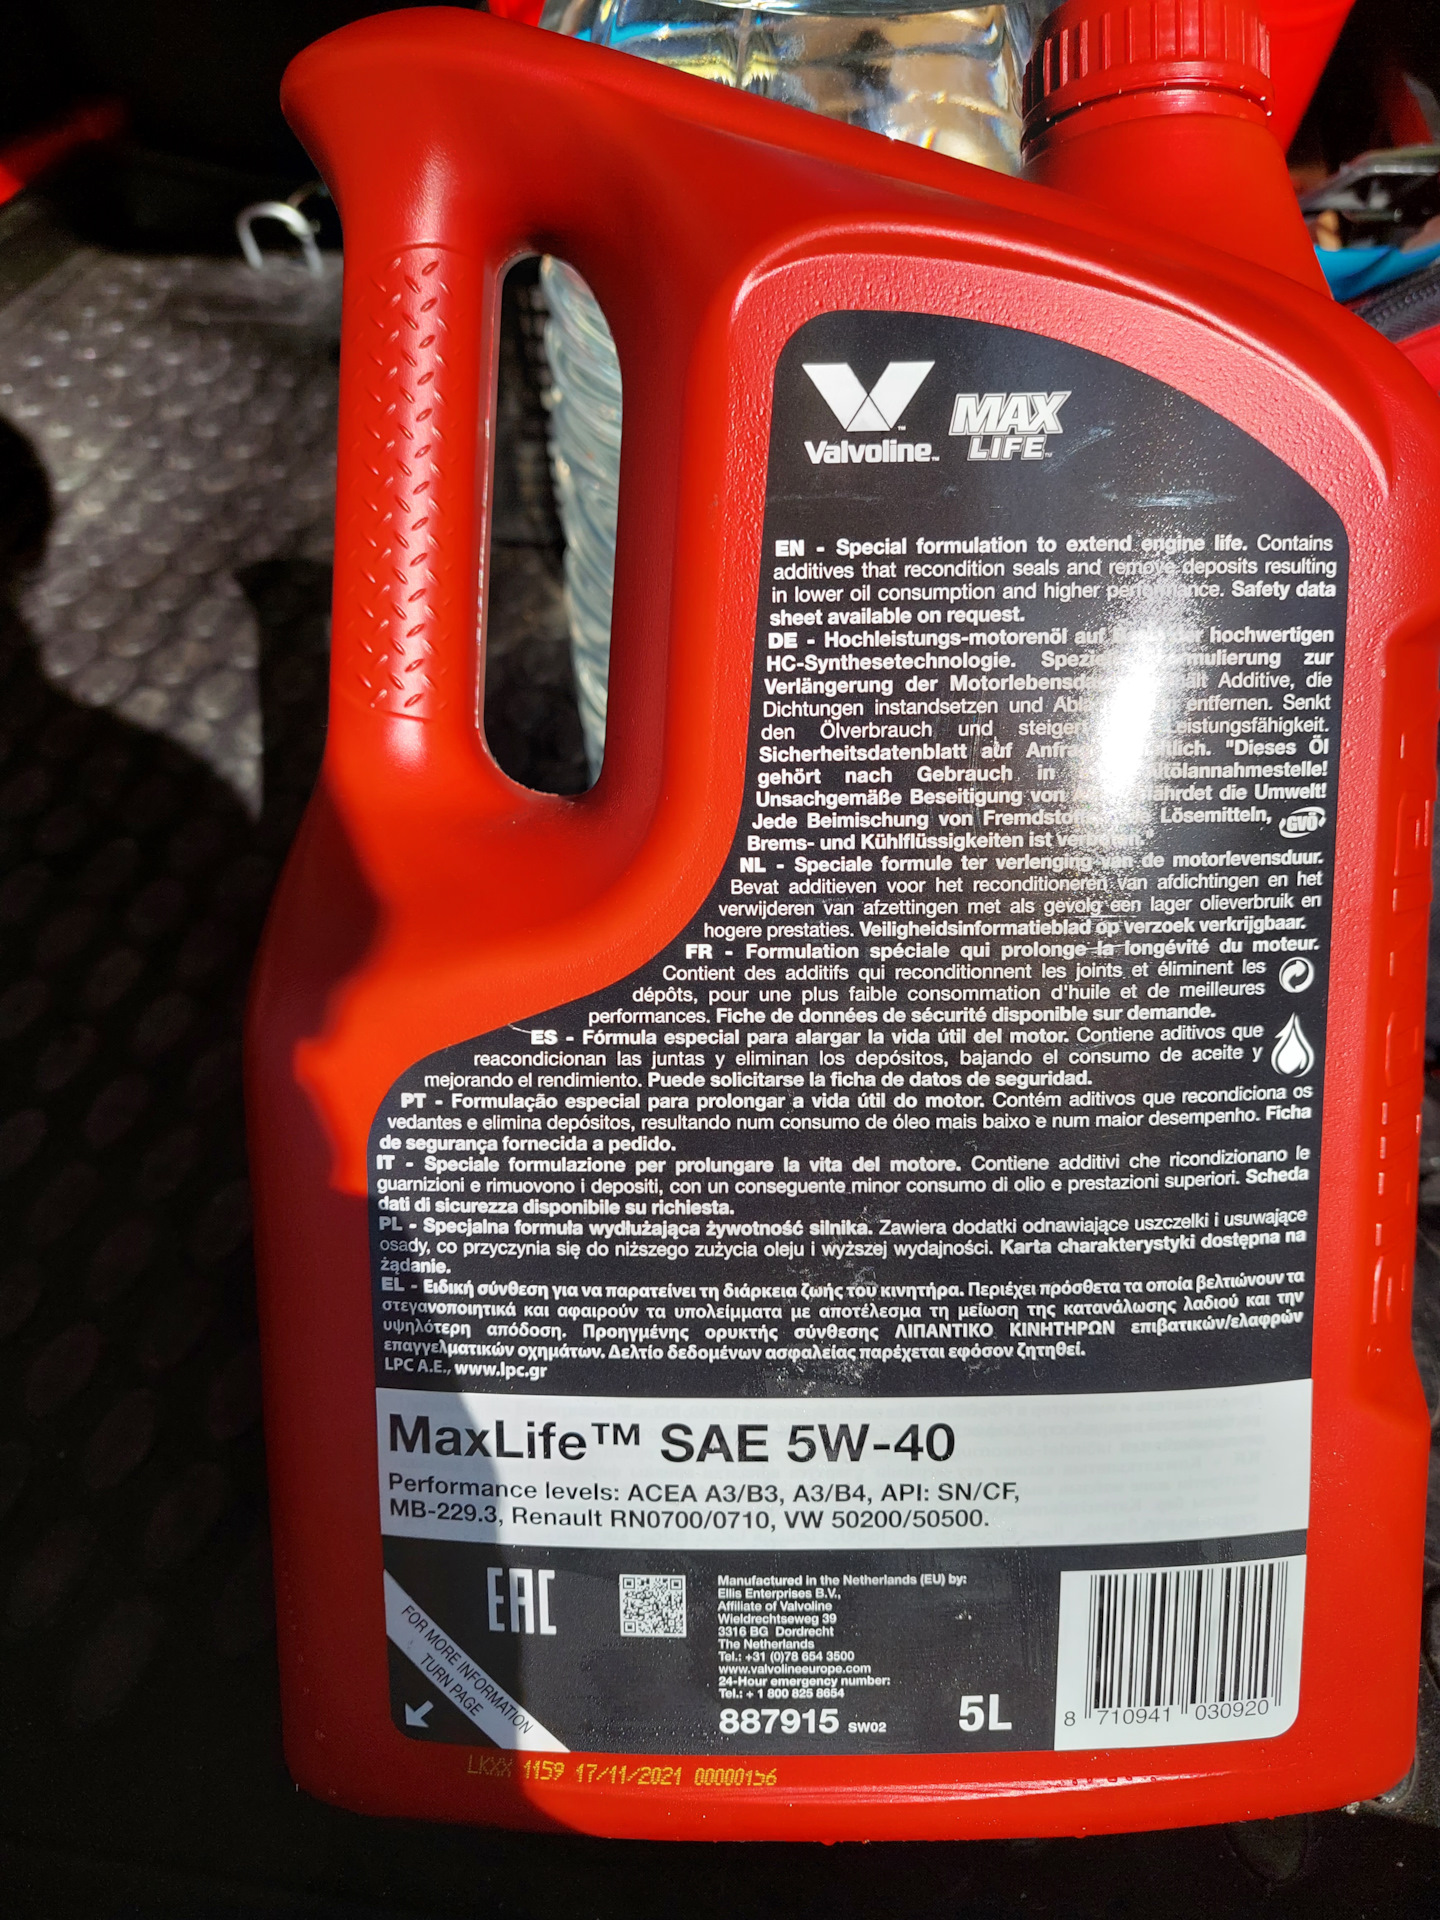 Valvoline™
MAX
LIFE™
EN - Special formulation to extend engine life. Contains
additives that recondition seals and remove deposits resulting
in lower oil consumption and higher performance. Safety data
sheet available on request.
DE - Hochleistungs-motorenöl auf der hochwertigen
HC-Synthesetechnologie. zur
Verlängerung der Additive, die
Dichtungen instandsetzen und entfernen. Senkt
den Ölverbrauch und Leistungsfähigkeit.
Sicherheitsdatenblatt auf "Dieses Öl
gehört nach Gebrauch in
Unsachgemäße Beseitigung von die Umwelt!
Jede Beimischung von Lösemitteln,
GVÖ
Brems- und Kühlflüssigkeiten ist
NL - Speciale formule ter verlenging van de motorlevensduur.
Bevat additieven voor het reconditioneren van afdichtingen en het
verwijderen van afzettingen met als gevolg een lager olieverbruik en
hogere prestaties. Veiligheidsinformatieblad op verzoek verkrijgbaar.
FR - Formulation spéciale qui prolonge la longévité du moteur.
Contient des additifs qui reconditionnent les joints et éliminent les
dépôts, pour une plus faible consommation d'huile et de meilleures
performances. Fiche de données de sécurité disponible sur demande.
ES - Fórmula especial para alargar la vida útil del motor. Contiene aditivos que
reacondicionan las juntas y eliminan los depósitos, bajando el consumo de aceite y
mejorando el rendimiento. Puede solicitarse la ficha de datos de seguridad.
PT - Formulação especial para prolongar a vida útil do motor. Contém aditivos que recondiciona os
vedantes e elimina depósitos, resultando num consumo de óleo mais baixo e num maior desempenho. Ficha
de segurança fornecida a pedido.
IT - Speciale formulazione per prolungare la vita del motore. Contiene additivi che ricondizionano le
guarnizioni e rimuovono i depositi, con un conseguente minor consumo di olio e prestazioni superiori. Scheda
dati di sicurezza disponibile su richiesta.
PL - Specjalna formuła wydłużająca żywotność silnika. Zawiera dodatki odnawiające uszczelki i usuwające
osady, co przyczynia się do niższego zużycia oleju i wyższej wydajności. Karta charakterystyki dostępna na
żądanie.
EL - Ειδική σύνθεση για να παρατείνει τη διάρκεια ζωής του κινητήρα. Περιέχει πρόσθετα τα οποία βελτιώνουν τα
στεγανοποιητικά και αφαιρούν τα υπολείμματα με αποτέλεσμα τη μείωση της κατανάλωσης λαδιού και την
υψηλότερη απόδοση. Προηγμένης ορυκτής σύνθεσης ΛΙΠΑΝΤΙΚΟ ΚΙΝΗΤΗΡΩΝ επιβατικών/ελαφρών
επαγγελματικών οχημάτων. Δελτίο δεδομένων ασφαλείας παρέχεται εφόσον ζητηθεί.
LPC A.E., www.lpc.gr
MaxLife™ SAE 5W-40
Performance levels: ACEA A3/B3, A3/B4, API: SN/CF,
MB-229.3, Renault RN0700/0710, VW 50200/50500.
FOR MORE INFORMATION
TURN PAGE
EAC
Manufactured in the Netherlands (EU) by:
Ellis Enterprises B.V.,
Affiliate of Valvoline
Wieldrechtseweg 39
3316 BG Dordrecht
The Netherlands
Tel.: +31 (0)78 654 3500
www.valvolineeurope.com
24-Hour emergency number:
Tel.: + 1 800 825 8654
887915 SW02
5L
8 710941 030920
LKXX 1159 17/11/2021 00000156